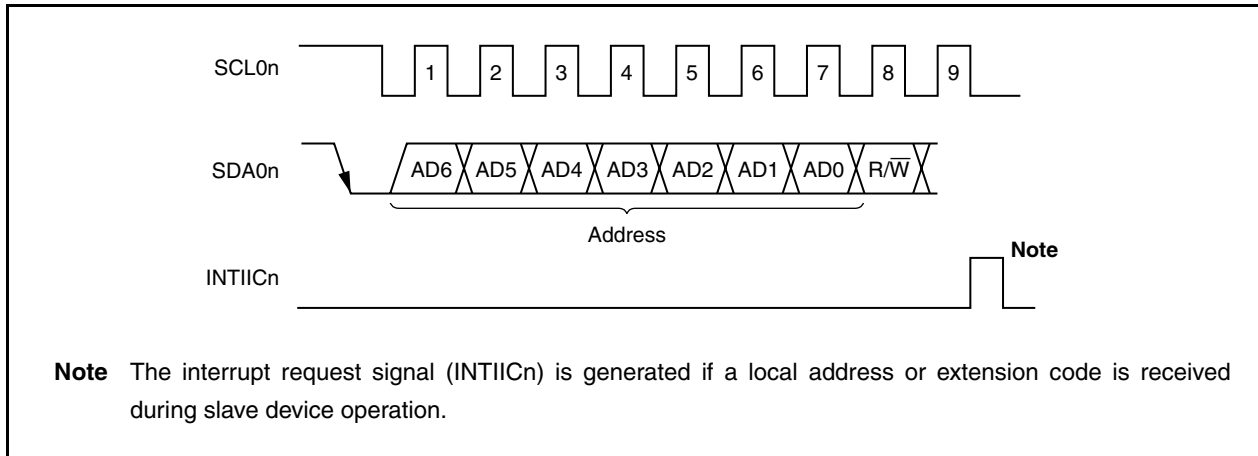 SCL0n 1 2 3 4 5 6 7 8 9
SDA0n AD6 AD5 AD4 AD3 AD2 AD1 AD0 R/W̅
Address
Note
INTIICn
Note The interrupt request signal (INTIICn) is generated if a local address or extension code is received
during slave device operation.